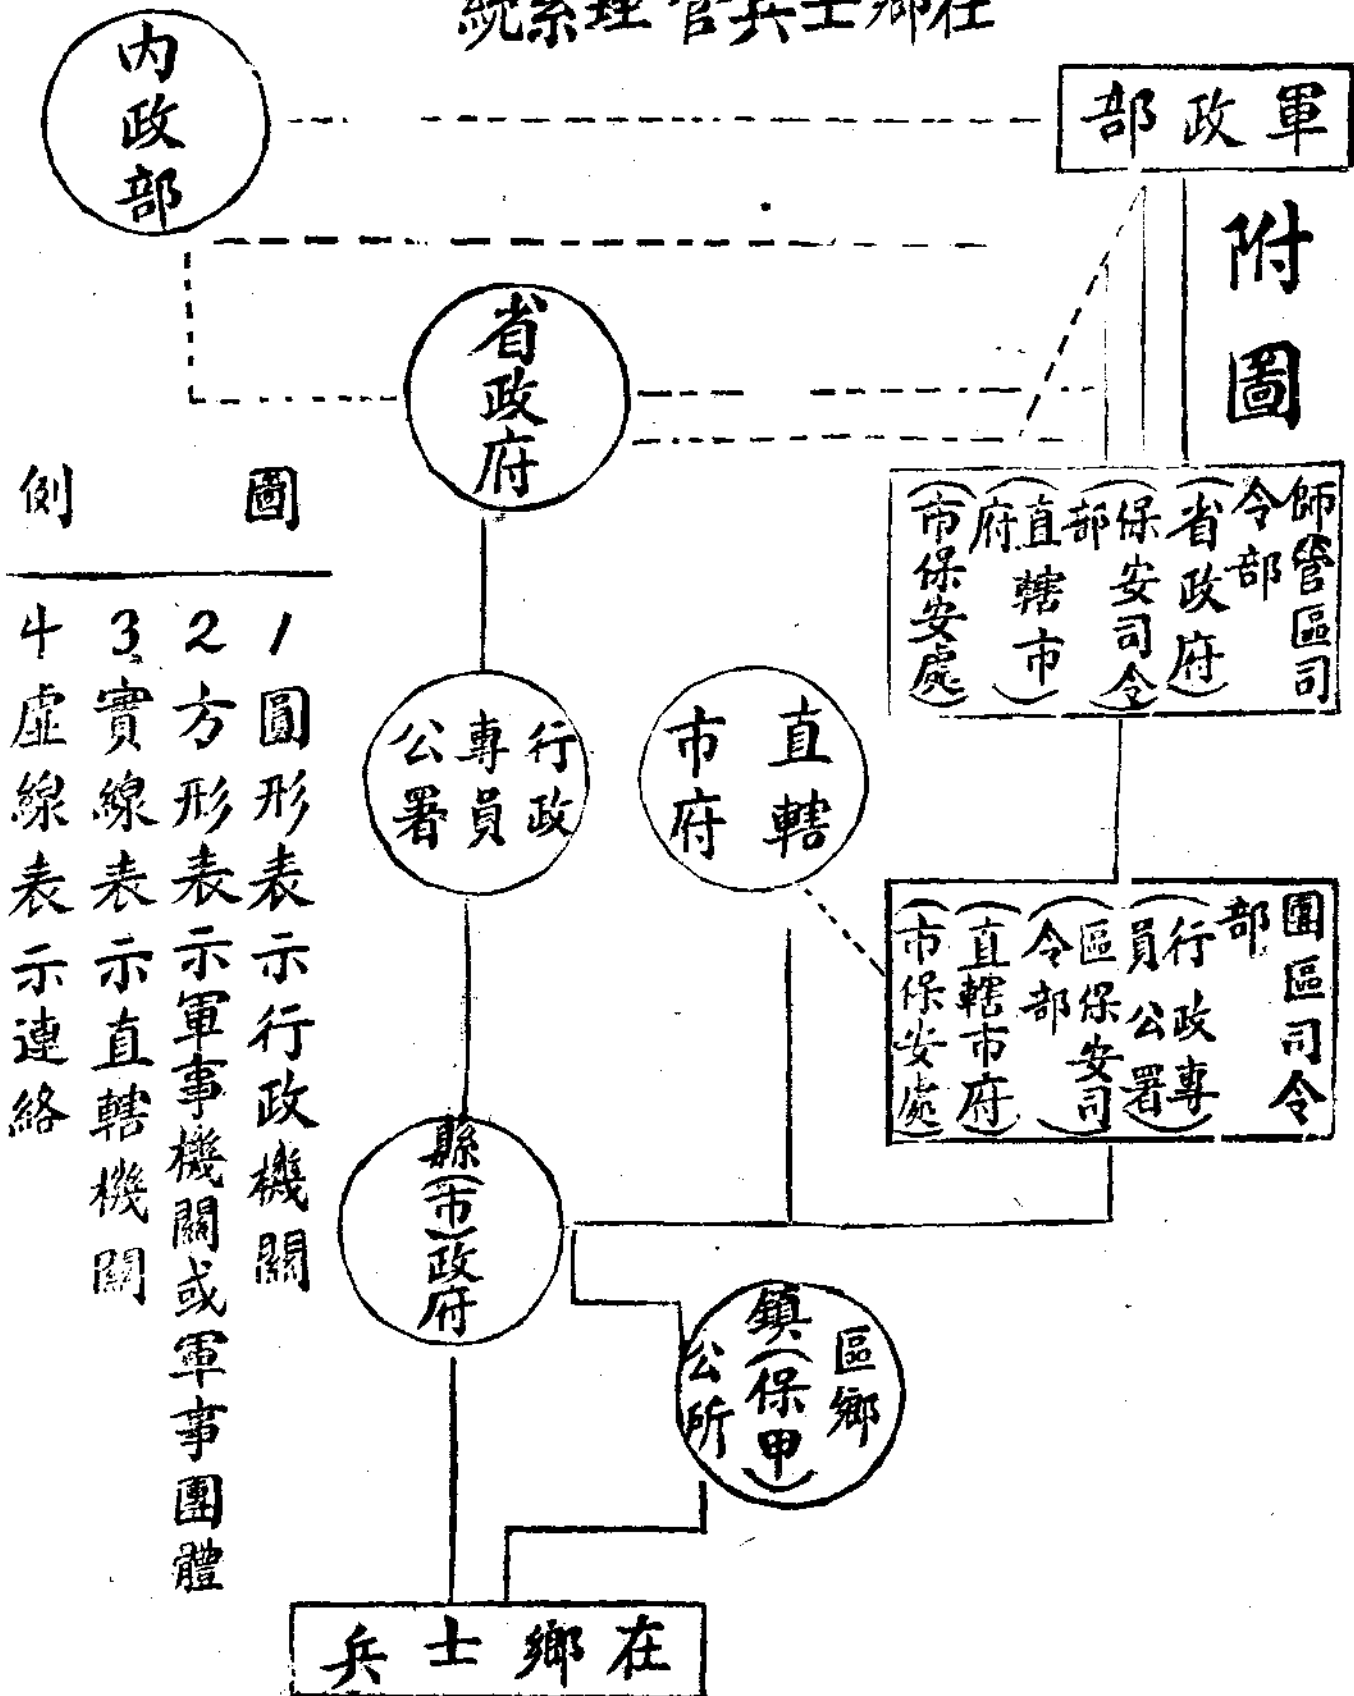 在鄉士兵管理系統
附圖
軍政部
內政部
省政府
師管區司
令部
(省政府)
(保安司令
部)
(直轄市
府)
(市保安處)
行政
專員
公署
直轄
市府
團區司令
部
(行政專
員公署)
(區保安司
令部)
(直轄市府)
(市保安處)
縣(市)政府
區鄉
鎮(保甲)
公所
在鄉士兵
圖例
1 圓形表示行政機關
2 方形表示軍事機關或軍事團體
3 實線表示直轄機關
4 虛線表示連絡